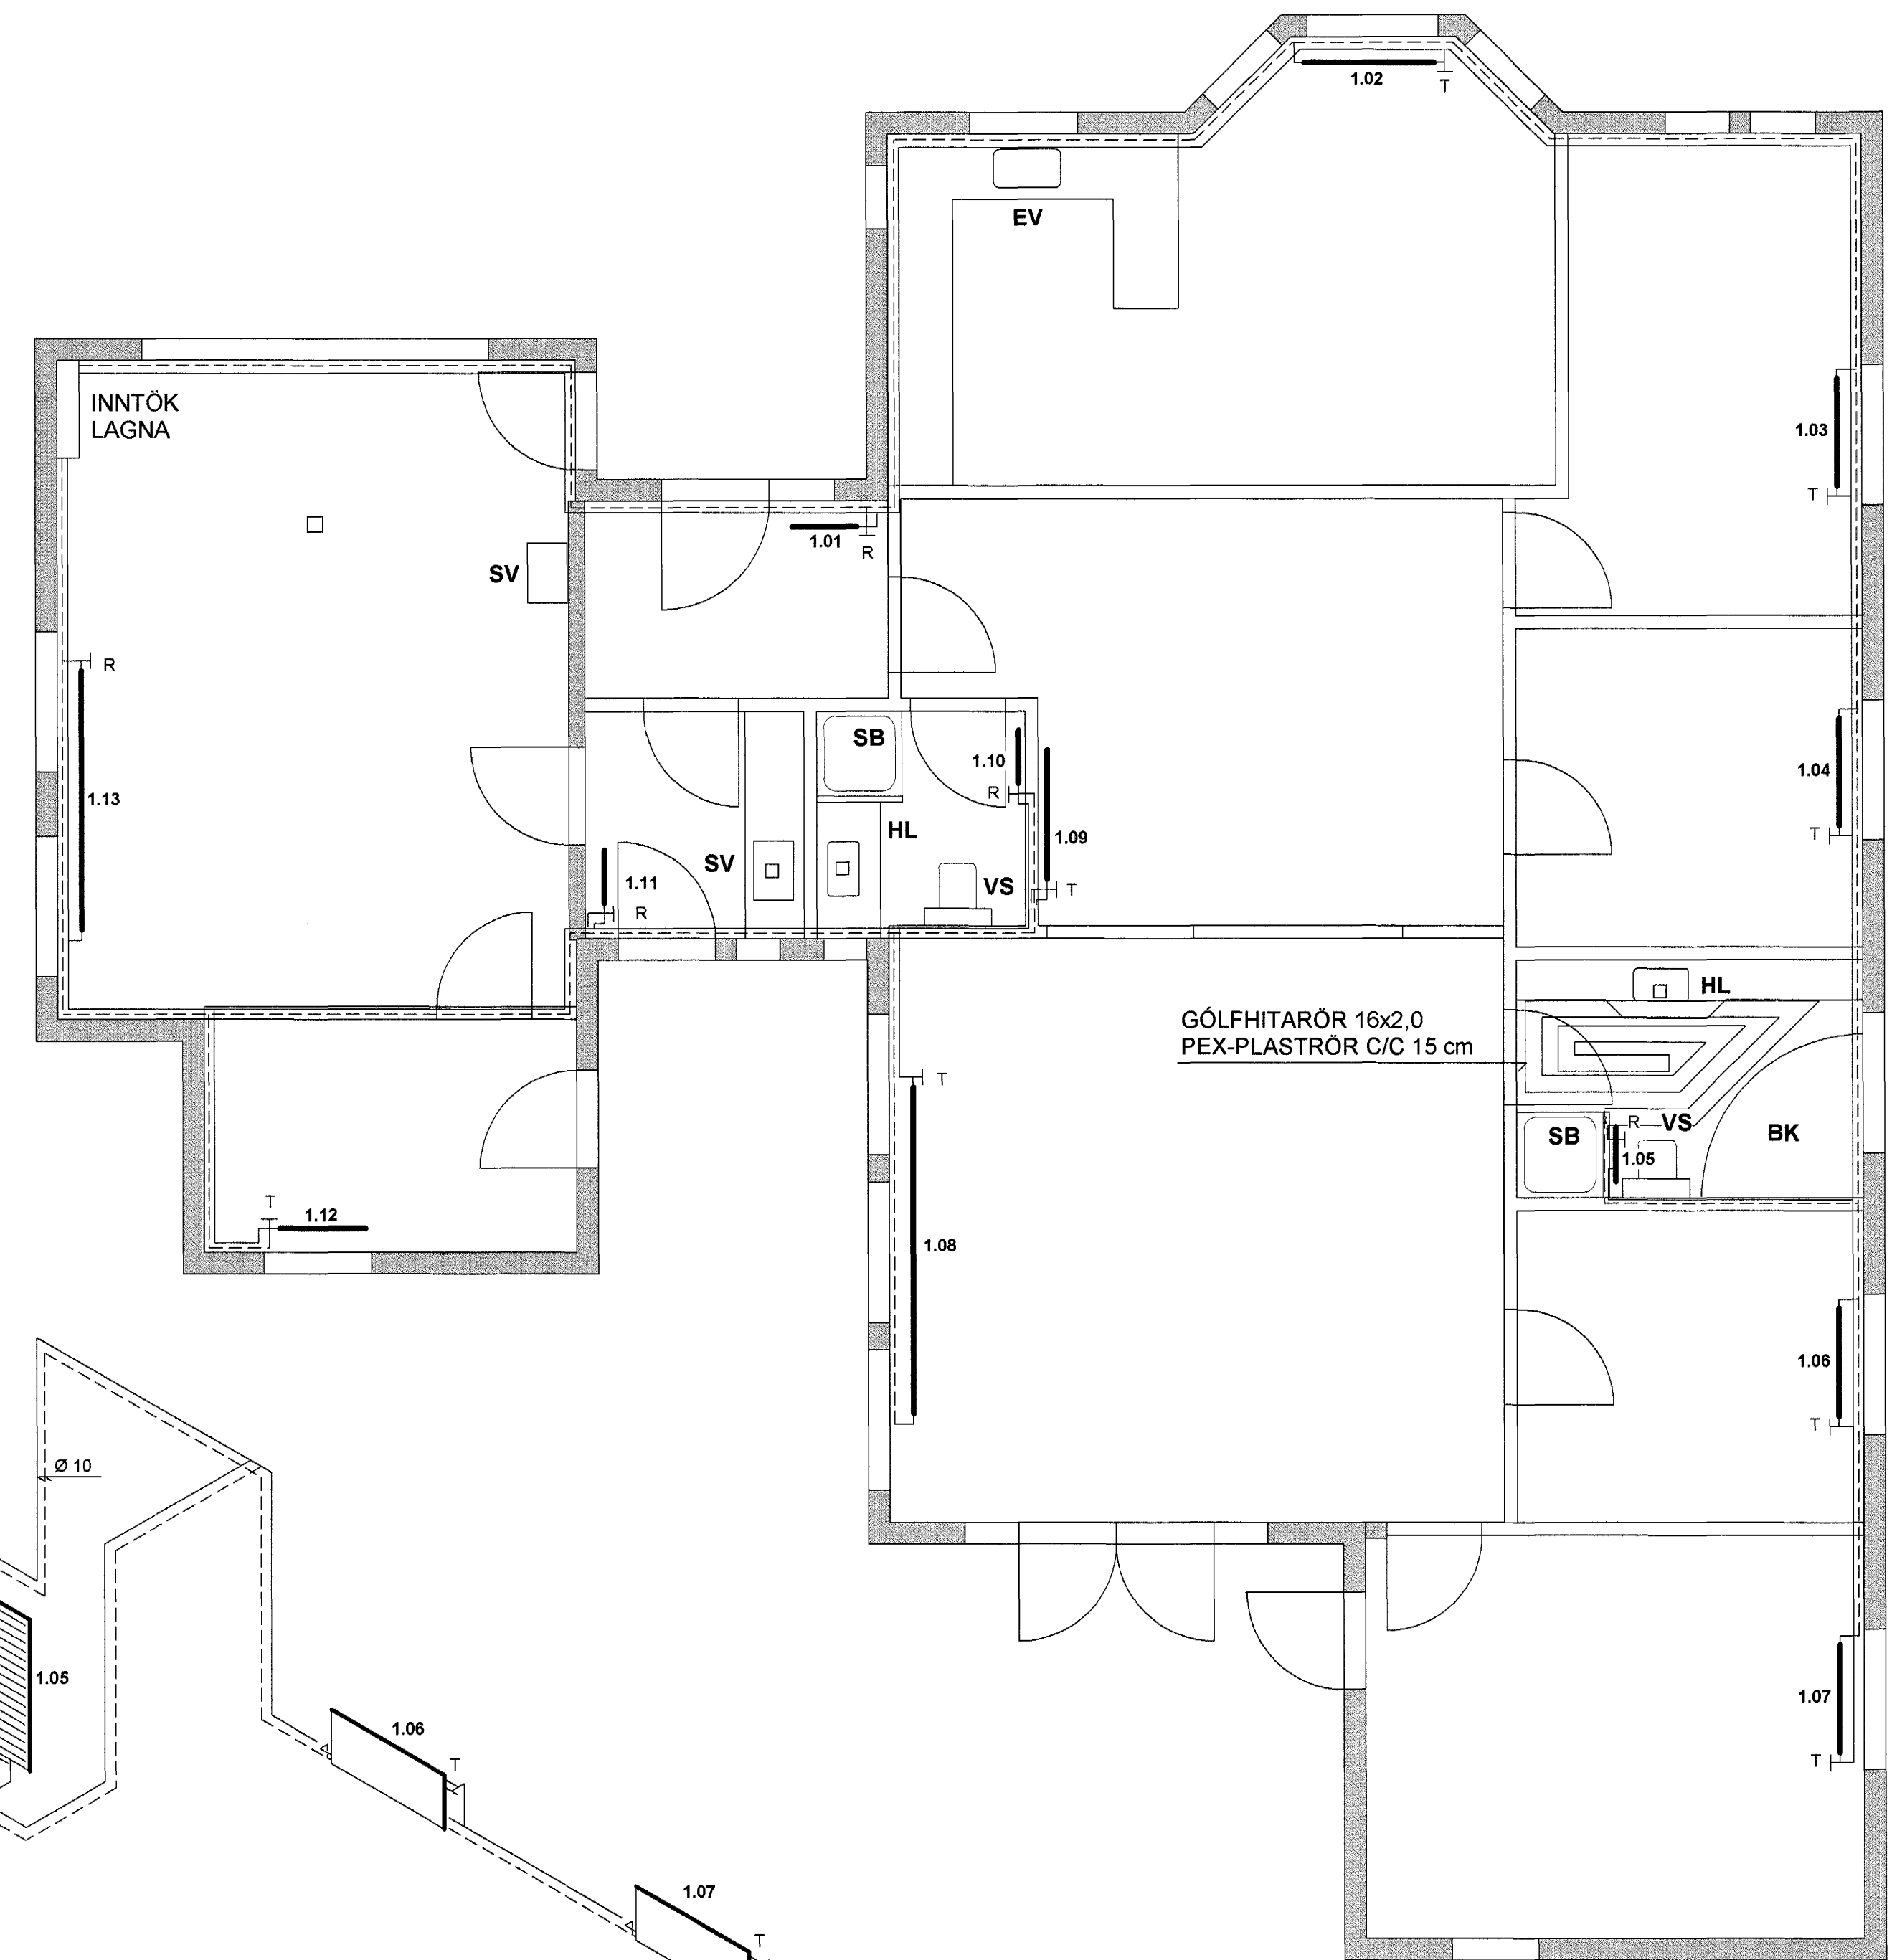 1.02
T
EV
INNTÖK
LAGNA
1.03
T
1.01
R
SV
R
SB
1.10
R
1.04
T
1.13
HL
1.09
SV
1.11
R
VS
T
HL
GÓLFHITARÖR 16x2,0
PEX-PLASTRÖR C/C 15 cm
T
SB
R
VS
BK
1.05
T
1.12
1.08
1.06
T
Ø 10
1.05
1.07
T
1.06
T
1.07
T